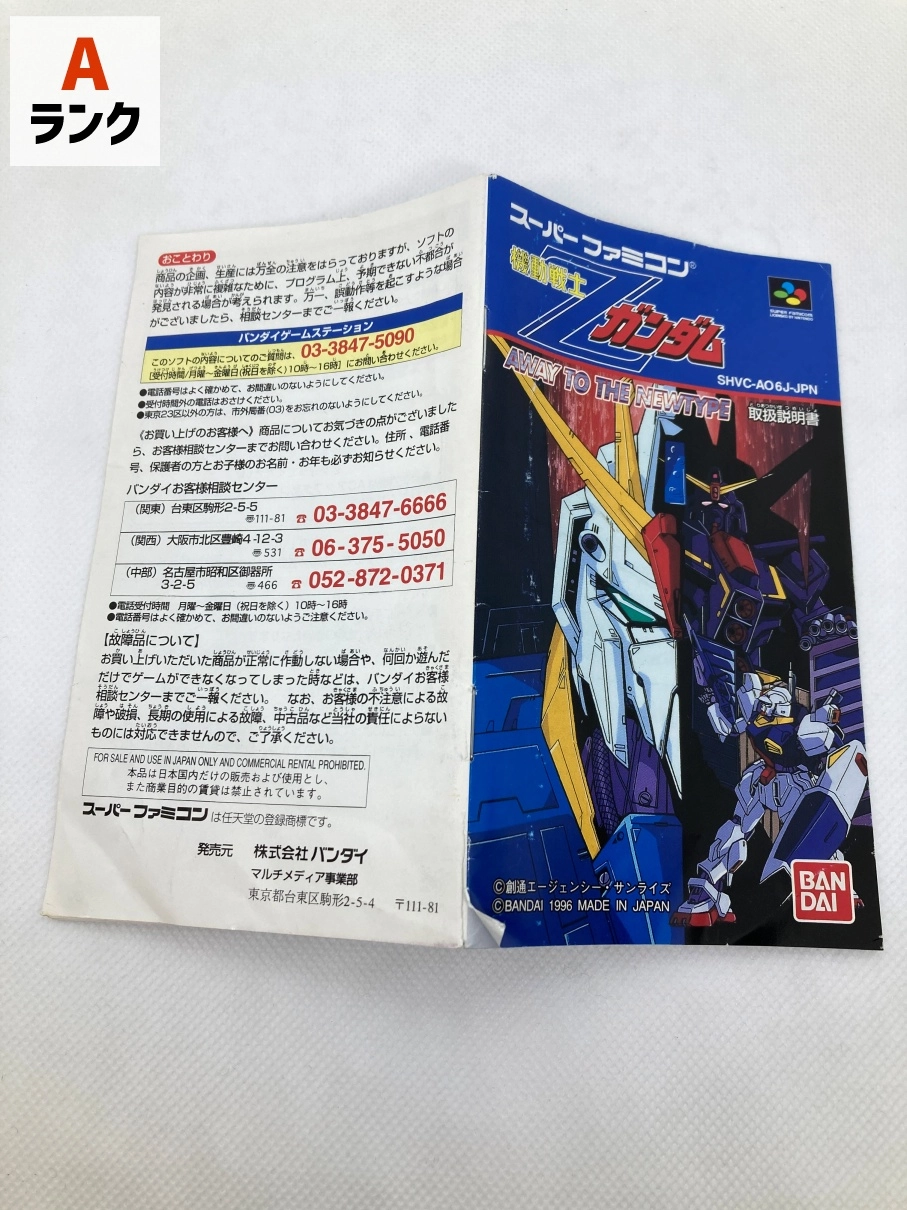 A
ランク
おことわり
商品の企画、生産には万全の注意をはらっておりますが、ソフトの
内容が非常に複雑なために、プログラム上、予期できない不都合が
発見される場合が考えられます。万一、誤動作等を起こすような場合
がございましたら、相談センターまでご一報ください。
バンダイゲームステーション
このソフトの内容についてのご質問は、03-3847-5090
[受付時間/月曜〜金曜日(祝日を除く)10時〜16時]にお問い合わせください。
●電話番号はよく確かめて、お間違いのないようにしてください。
●受付時間外の電話はおさけください。
●東京23区以外の方は、市外局番(03)をお忘れのないようにしてください。
《お買い上げのお客様へ》商品についてお気づきの点がございました
ら、お客様相談センターまでお問い合わせください。住所、電話番
号、保護者の方とお子様のお名前・お年も必ずお知らせください。
バンダイお客様相談センター
(関東)台東区駒形2-5-5
〠111-81 ☎ 03-3847-6666
(関西)大阪市北区豊崎4-12-3
〠531 ☎ 06-375-5050
(中部)名古屋市昭和区御器所
3-2-5 〠466 ☎ 052-872-0371
●電話受付時間 月曜〜金曜日(祝日を除く)10時〜16時
●電話番号はよく確かめて、お間違いのないようご注意ください。
【故障品について】
お買い上げいただいた商品が正常に作動しない場合や、何回か遊んだ
だけでゲームができなくなってしまった時などは、バンダイお客様
相談センターまでご一報ください。 なお、お客様の不注意による故
障や破損、長期の使用による故障、中古品など当社の責任によらない
ものには対応できませんので、ご了承ください。
FOR SALE AND USE IN JAPAN ONLY AND COMMERCIAL RENTAL PROHIBITED.
本品は日本国内だけの販売および使用とし、
また商業目的の賃貸は禁止されています。
スーパーファミコンは任天堂の登録商標です。
発売元 株式会社バンダイ
マルチメディア事業部
東京都台東区駒形2-5-4 〒111-81
スーパーファミコン®
機動戦士
Z
ガンダム
AWAY TO THE NEWTYPE
SUPER FAMICOM
LICENSED BY NINTENDO
SHVC-AO6J-JPN
取扱説明書
©創通エージェンシー・サンライズ
©BANDAI 1996 MADE IN JAPAN
BAN
DAI